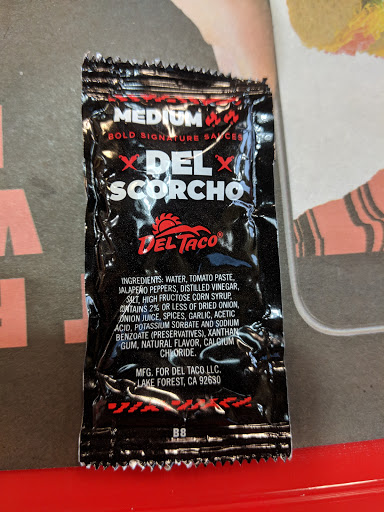 MEDIUM
BOLD SIGNATURE SAUCES
DEL
SCORCHO
DEL TACO®
INGREDIENTS: WATER, TOMATO PASTE,
JALAPEÑO PEPPERS, DISTILLED VINEGAR,
SALT, HIGH FRUCTOSE CORN SYRUP,
CONTAINS 2% OR LESS OF DRIED ONION,
ONION JUICE, SPICES, GARLIC, ACETIC
ACID, POTASSIUM SORBATE AND SODIUM
BENZOATE (PRESERVATIVES), XANTHAN
GUM, NATURAL FLAVOR, CALCIUM
CHLORIDE.
MFG. FOR DEL TACO LLC.
LAKE FOREST, CA 92630
B8